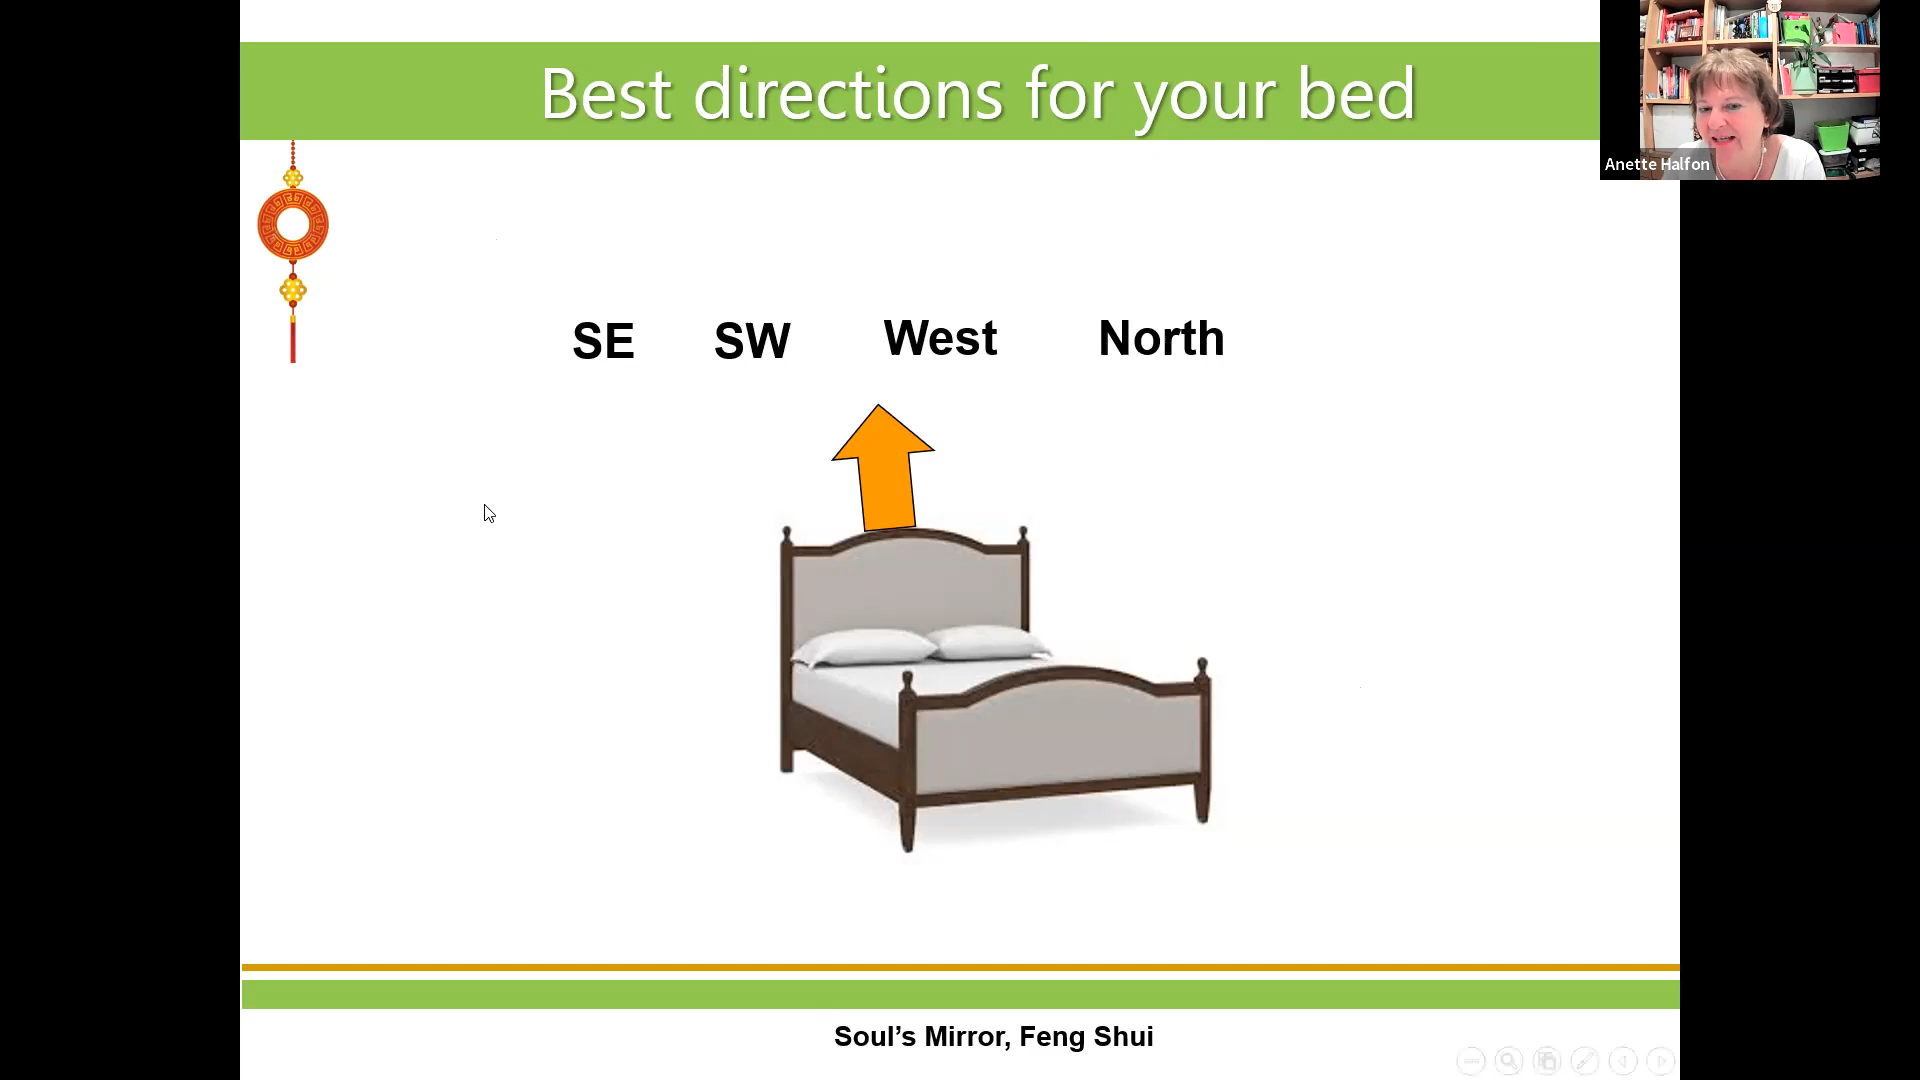 Best directions for your bed
Anette Halfon
SE SW West North
Soul’s Mirror, Feng Shui